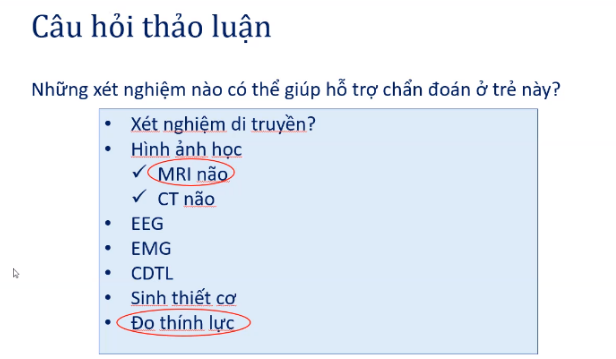 Câu hỏi thảo luận
Những xét nghiệm nào có thể giúp hỗ trợ chẩn đoán ở trẻ này?
• Xét nghiệm di truyền?
• Hình ảnh học
✓ MRI não
✓ CT não
• EEG
• EMG
• CDTL
• Sinh thiết cơ
• Đo thính lực